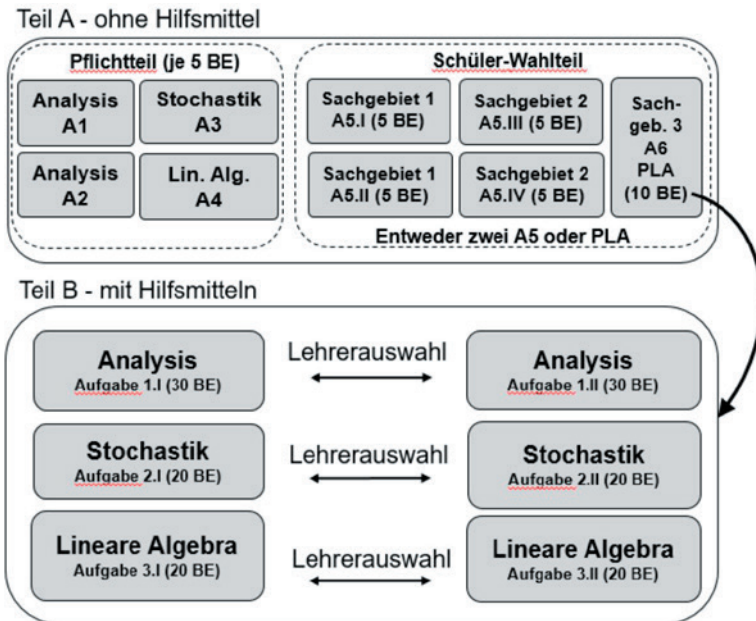 Teil A - ohne Hilfsmittel
Pflichtteil (je 5 BE)
Analysis
A1
Stochastik
A3
Analysis
A2
Lin. Alg.
A4
Schüler-Wahlteil
Sachgebiet 1
A5.I (5 BE)
Sachgebiet 2
A5.III (5 BE)
Sachgebiet 1
A5.II (5 BE)
Sachgebiet 2
A5.IV (5 BE)
Sach-
geb. 3
A6
PLA
(10 BE)
Entweder zwei A5 oder PLA
Teil B - mit Hilfsmitteln
Analysis
Aufgabe 1.I (30 BE)
Lehrerauswahl
Analysis
Aufgabe 1.II (30 BE)
Stochastik
Aufgabe 2.I (20 BE)
Lehrerauswahl
Stochastik
Aufgabe 2.II (20 BE)
Lineare Algebra
Aufgabe 3.I (20 BE)
Lehrerauswahl
Lineare Algebra
Aufgabe 3.II (20 BE)